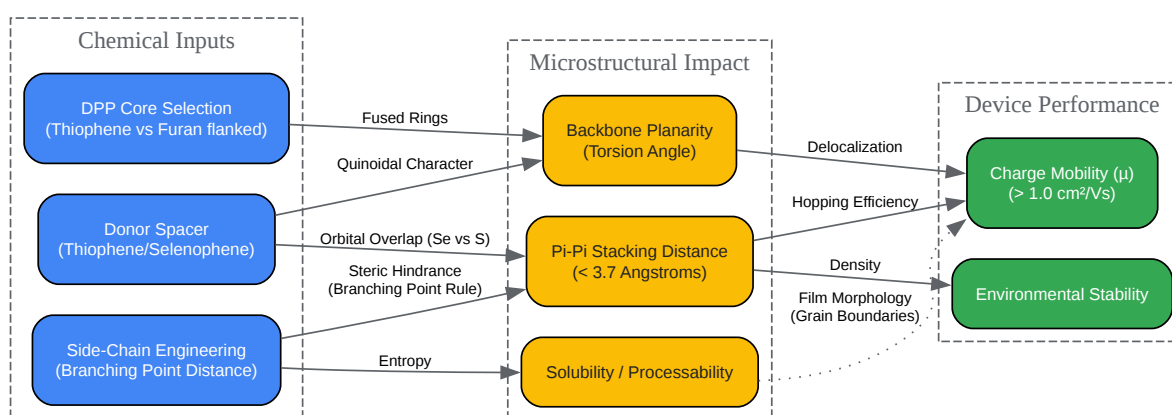 Chemical Inputs
DPP Core Selection
(Thiophene vs Furan flanked)
Donor Spacer
(Thiophene/Selenophene)
Side-Chain Engineering
(Branching Point Distance)
Fused Rings
Quinoidal Character
Orbital Overlap (Se vs S)
Steric Hindrance
(Branching Point Rule)
Entropy
Microstructural Impact
Backbone Planarity
(Torsion Angle)
Pi-Pi Stacking Distance
(< 3.7 Angstroms)
Solubility / Processability
Delocalization
Hopping Efficiency
Density
Film Morphology
(Grain Boundaries)
Device Performance
Charge Mobility (μ)
(> 1.0 cm²/Vs)
Environmental Stability